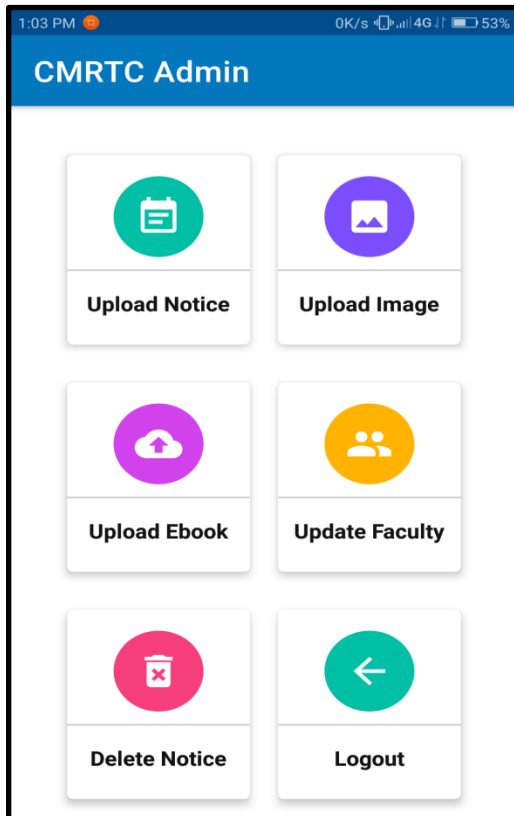 1:03 PM 0K/s 4G 53%
CMRTC Admin
Upload Notice Upload Image
Upload Ebook Update Faculty
Delete Notice Logout